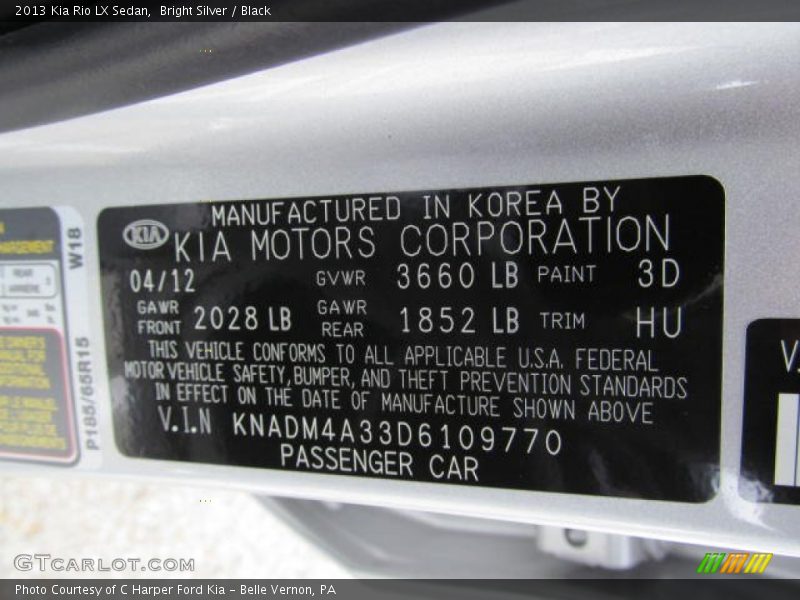 2013 Kia Rio LX Sedan,  Bright Silver / Black
MANUFACTURED IN KOREA BY
KIA KIA MOTORS CORPORATION
04/12 GVWR 3660 LB PAINT 3D
GAWR FRONT 2028 LB GAWR REAR 1852 LB TRIM HU
THIS VEHICLE CONFORMS TO ALL APPLICABLE U.S.A. FEDERAL
MOTOR VEHICLE SAFETY, BUMPER, AND THEFT PREVENTION STANDARDS
IN EFFECT ON THE DATE OF MANUFACTURE SHOWN ABOVE
V.I.N KNADM4A33D6109770
PASSENGER CAR
W18
P185/65R15
REAR
V.
GTCARLOT.COM
Photo Courtesy of C Harper Ford Kia – Belle Vernon, PA